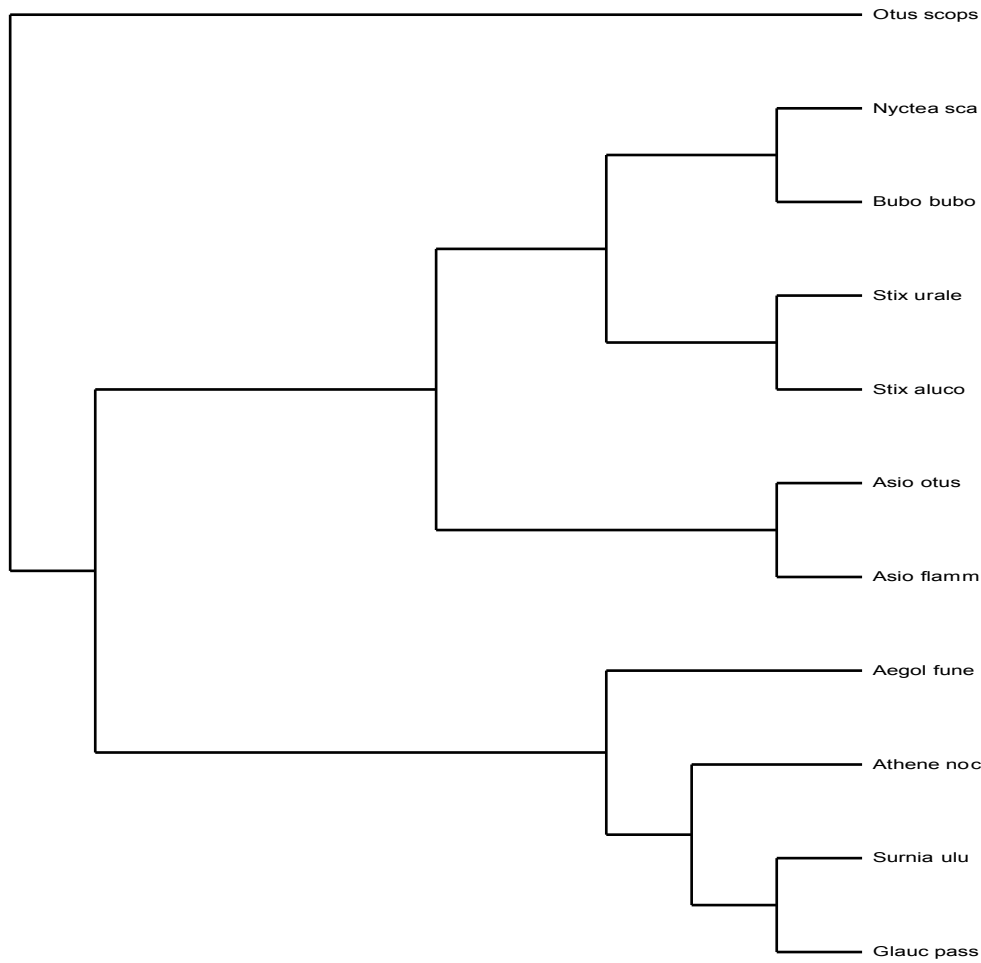 Otus scops
Nyctea sca
Bubo bubo
Stix urale
Stix aluco
Asio otus
Asio flamm
Aegol fune
Athene noc
Surnia ulu
Glauc pass